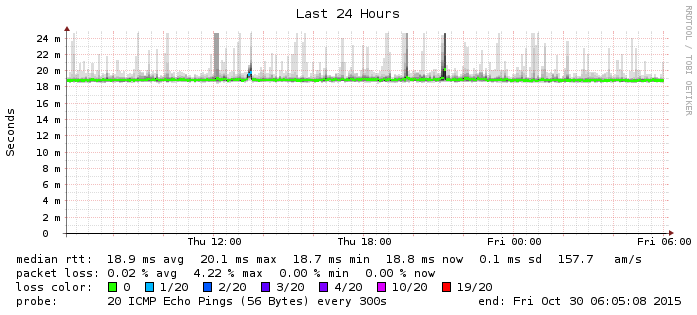 Last 24 Hours
RRDTOOL / TOBI OETIKER
Seconds
24 m
22 m
20 m
18 m
16 m
14 m
12 m
10 m
8 m
6 m
4 m
2 m
0
Thu 12:00 Thu 18:00 Fri 00:00 Fri 06:00
median rtt: 18.9 ms avg 20.1 ms max 18.7 ms min 18.8 ms now 0.1 ms sd 157.7 am/s
packet loss: 0.02 % avg 4.22 % max 0.00 % min 0.00 % now
loss color: 0 1/20 2/20 3/20 4/20 10/20 19/20
probe: 20 ICMP Echo Pings (56 Bytes) every 300s end: Fri Oct 30 06:05:08 2015